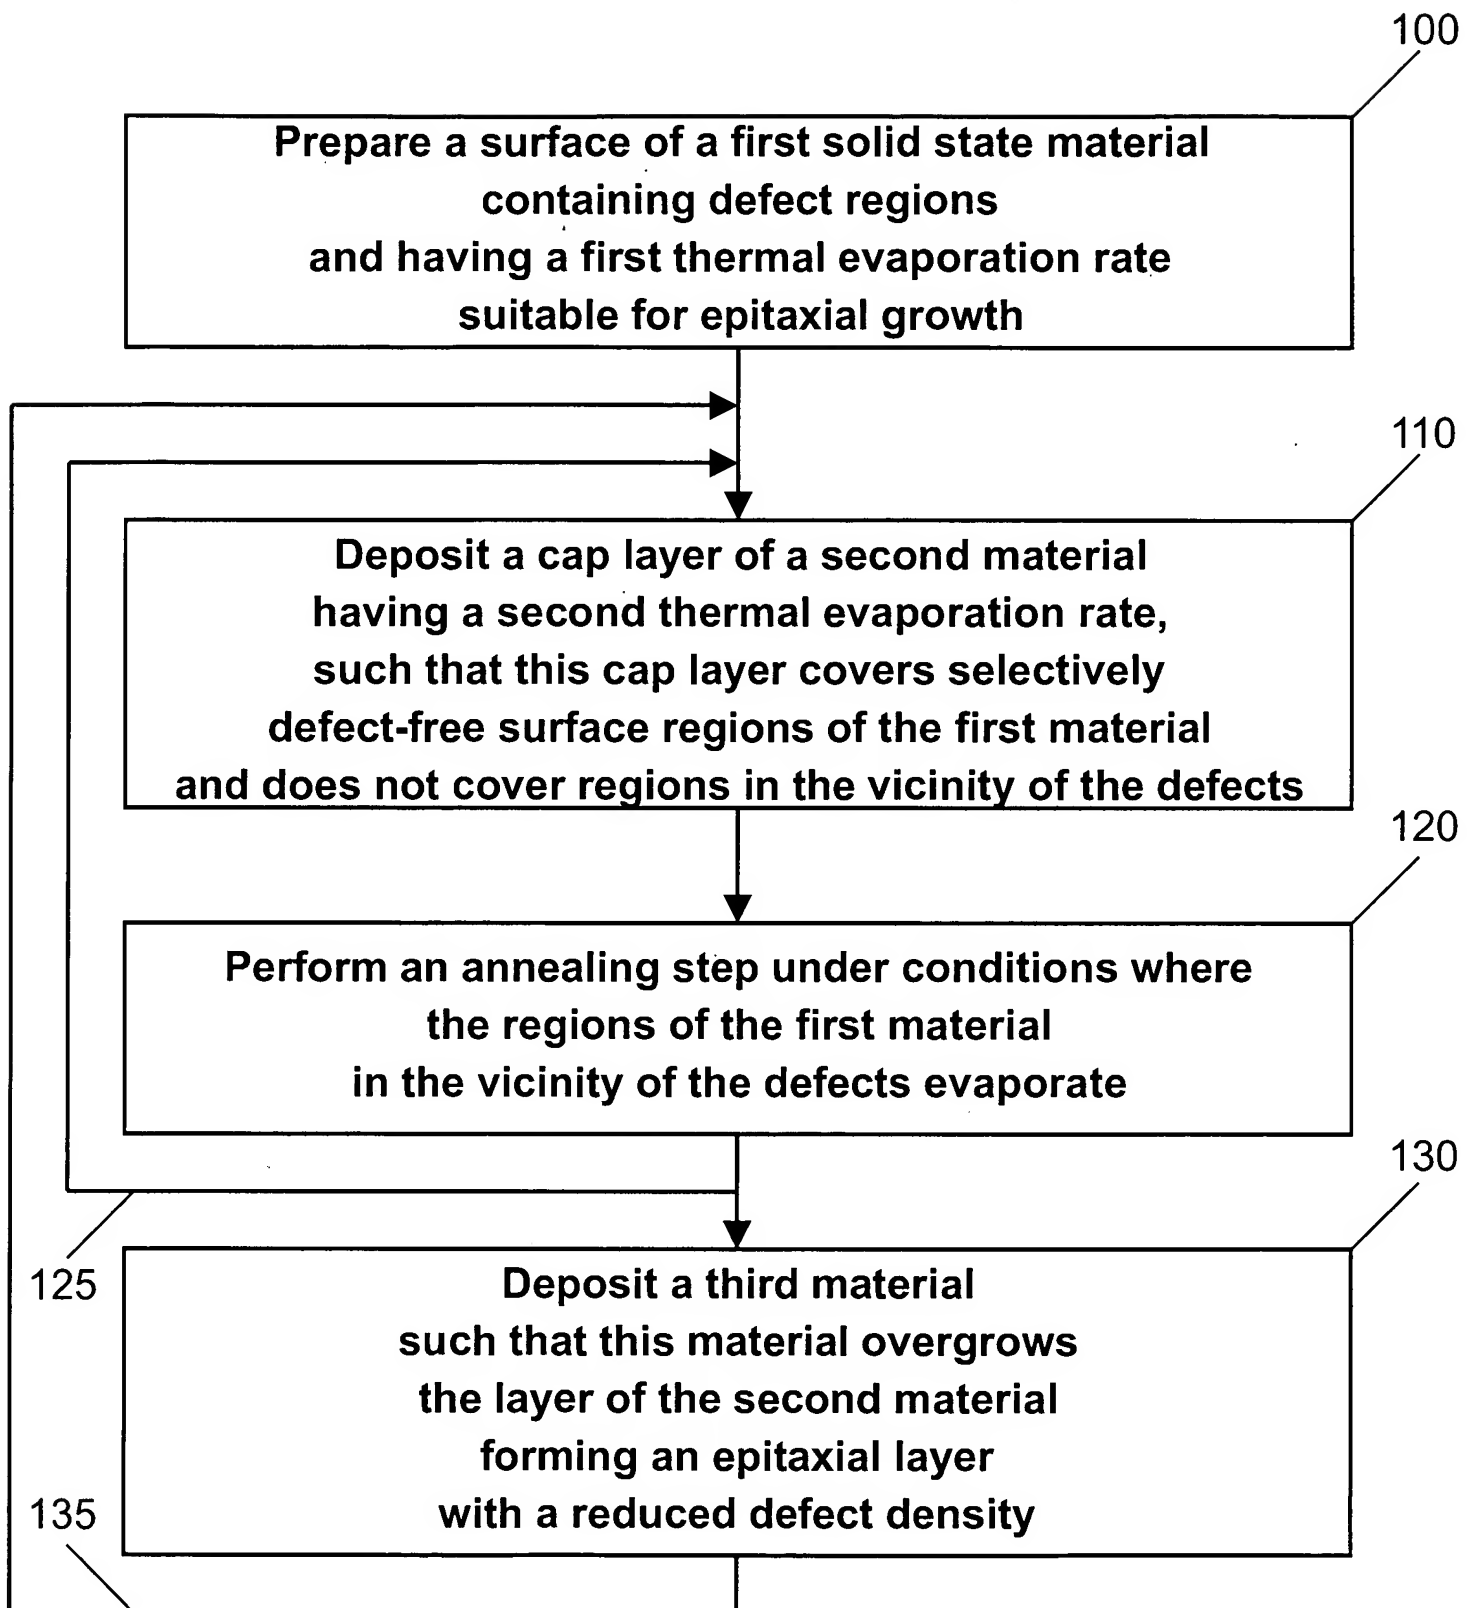 100
Prepare a surface of a first solid state material
containing defect regions
and having a first thermal evaporation rate
suitable for epitaxial growth
110
Deposit a cap layer of a second material
having a second thermal evaporation rate,
such that this cap layer covers selectively
defect-free surface regions of the first material
and does not cover regions in the vicinity of the defects
120
Perform an annealing step under conditions where
the regions of the first material
in the vicinity of the defects evaporate
130
125
Deposit a third material
such that this material overgrows
the layer of the second material
forming an epitaxial layer
with a reduced defect density
135